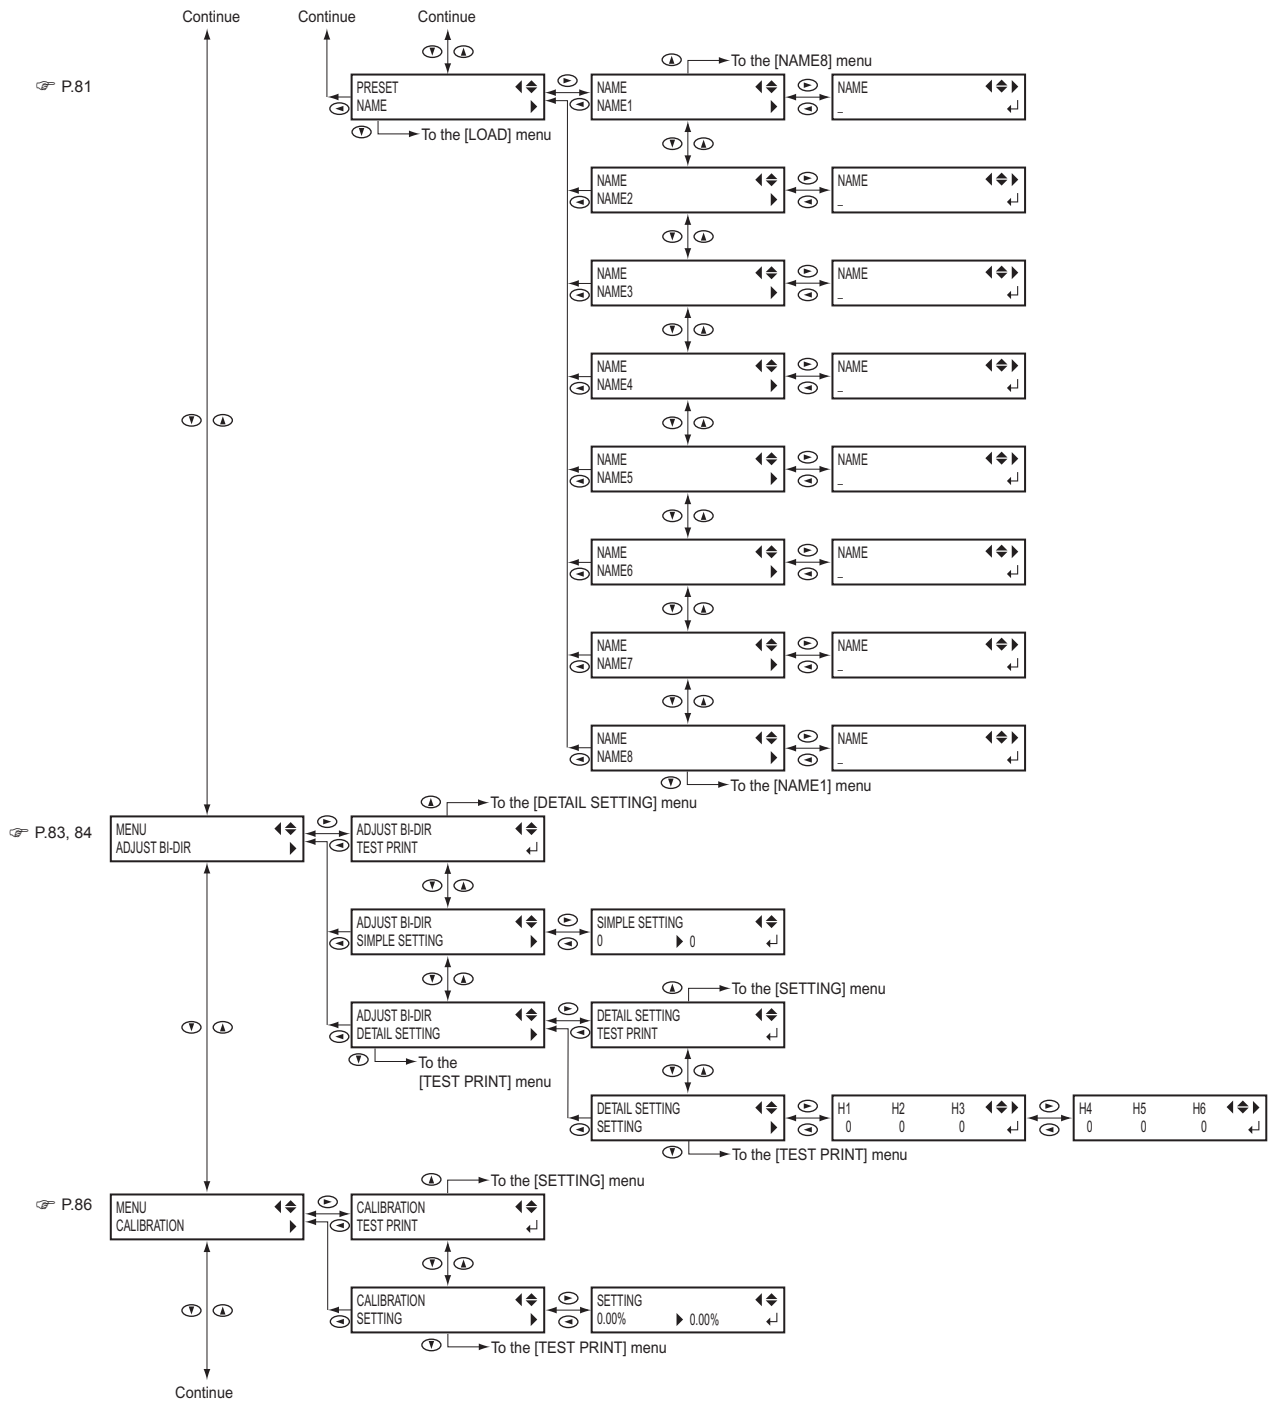 Continue
Continue
Continue
To the [NAME8] menu
☞ P.81
PRESET
NAME
NAME
NAME1
NAME
_
To the [LOAD] menu
NAME
NAME2
NAME
_
NAME
NAME3
NAME
_
NAME
NAME4
NAME
_
NAME
NAME5
NAME
_
NAME
NAME6
NAME
_
NAME
NAME7
NAME
_
NAME
NAME8
NAME
_
To the [NAME1] menu
To the [DETAIL SETTING] menu
☞ P.83, 84
MENU
ADJUST BI-DIR
ADJUST BI-DIR
TEST PRINT
ADJUST BI-DIR
SIMPLE SETTING
SIMPLE SETTING
0 0
To the [SETTING] menu
ADJUST BI-DIR
DETAIL SETTING
DETAIL SETTING
TEST PRINT
To the
[TEST PRINT] menu
DETAIL SETTING
SETTING
H1 H2 H3
0 0 0
H4 H5 H6
0 0 0
To the [TEST PRINT] menu
To the [SETTING] menu
☞ P.86
MENU
CALIBRATION
CALIBRATION
TEST PRINT
CALIBRATION
SETTING
SETTING
0.00% 0.00%
To the [TEST PRINT] menu
Continue